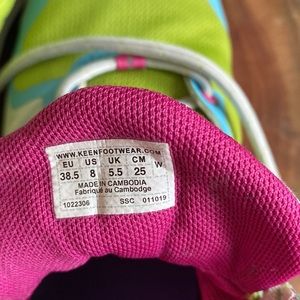 WWW.KEENFOOTWEAR.COM
EU US UK CM W
38.5 8 5.5 25
MADE IN CAMBODIA
Fabriqué au Cambodge
1022306 SSC 011019